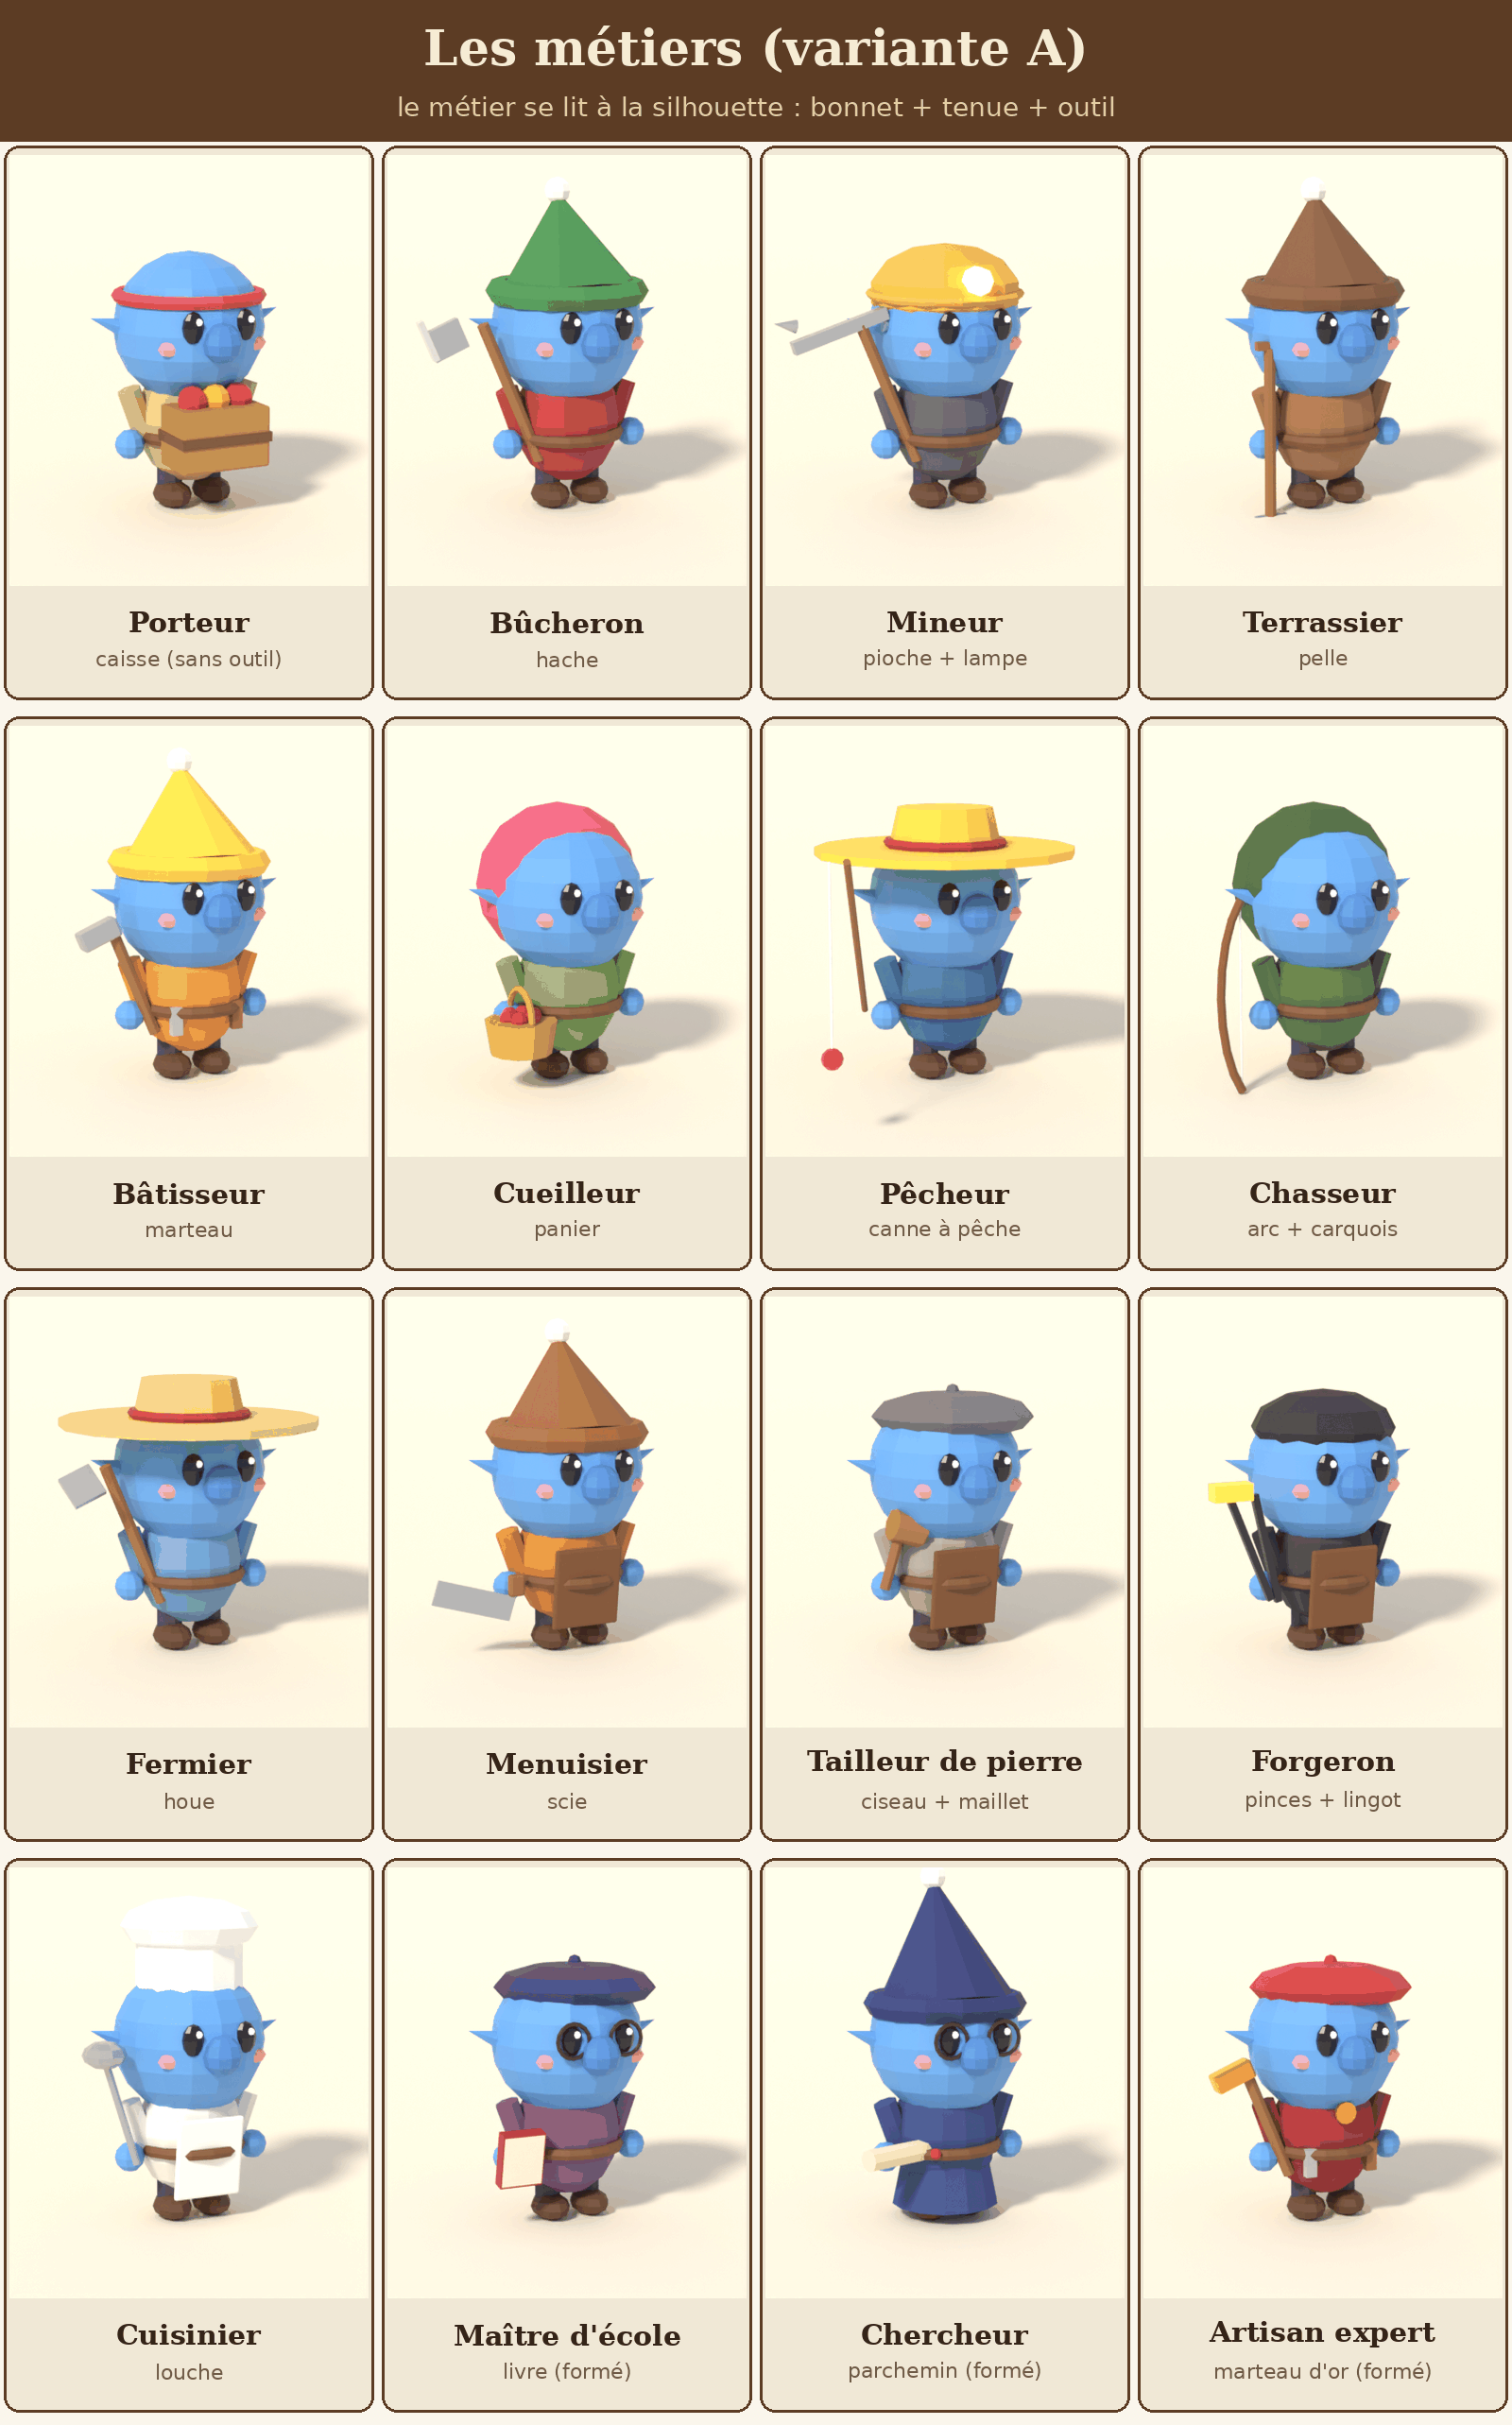 Les métiers (variante A)
le métier se lit à la silhouette : bonnet + tenue + outil
Porteur
caisse (sans outil)
Bûcheron
hache
Mineur
pioche + lampe
Terrassier
pelle
Bâtisseur
marteau
Cueilleur
panier
Pêcheur
canne à pêche
Chasseur
arc + carquois
Fermier
houe
Menuisier
scie
Tailleur de pierre
ciseau + maillet
Forgeron
pinces + lingot
Cuisinier
louche
Maître d'école
livre (formé)
Chercheur
parchemin (formé)
Artisan expert
marteau d'or (formé)